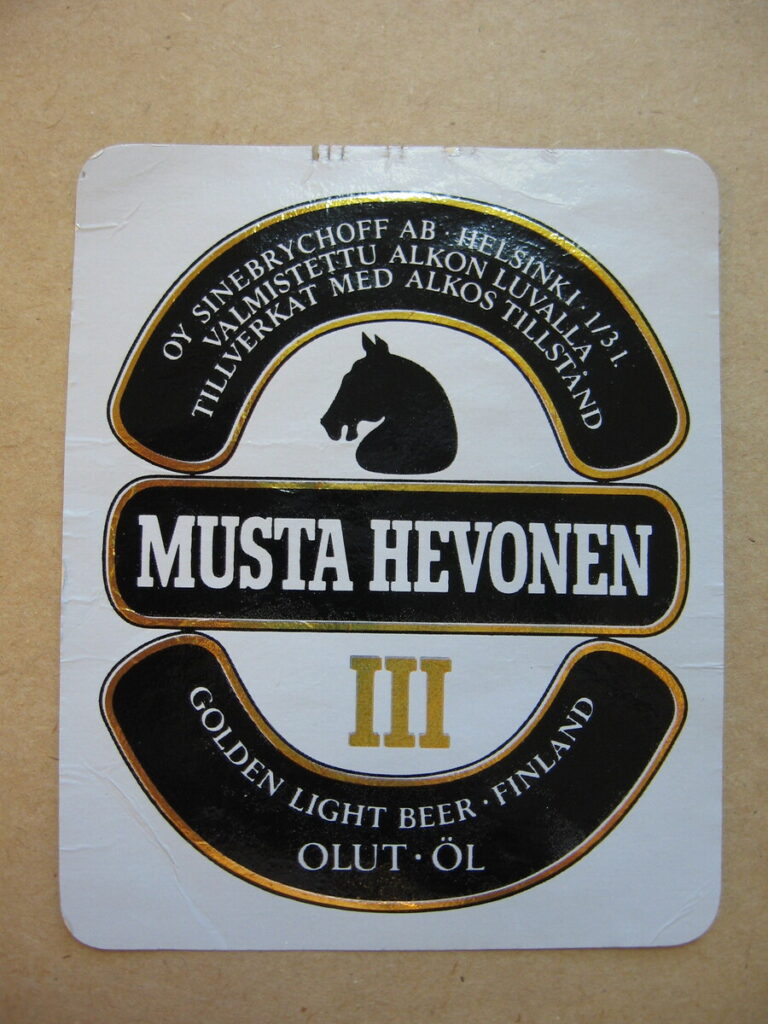 OY SINEBRYCHOFF AB · HELSINKI · 1/3 l.
VALMISTETTU ALKON LUVALLA
TILLVERKAT MED ALKOS TILLSTÅND
MUSTA HEVONEN
III
GOLDEN LIGHT BEER · FINLAND
OLUT · ÖL